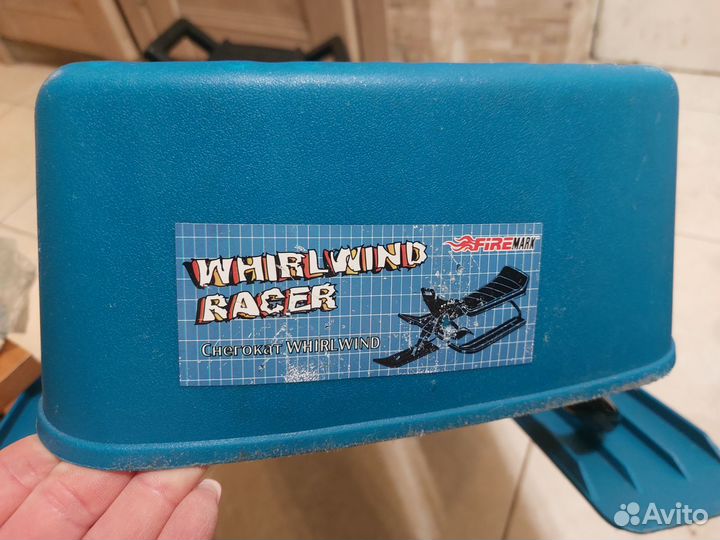 WHIRLWIND
RACER
FIREMARK
Снегокат WHIRLWIND
Avito